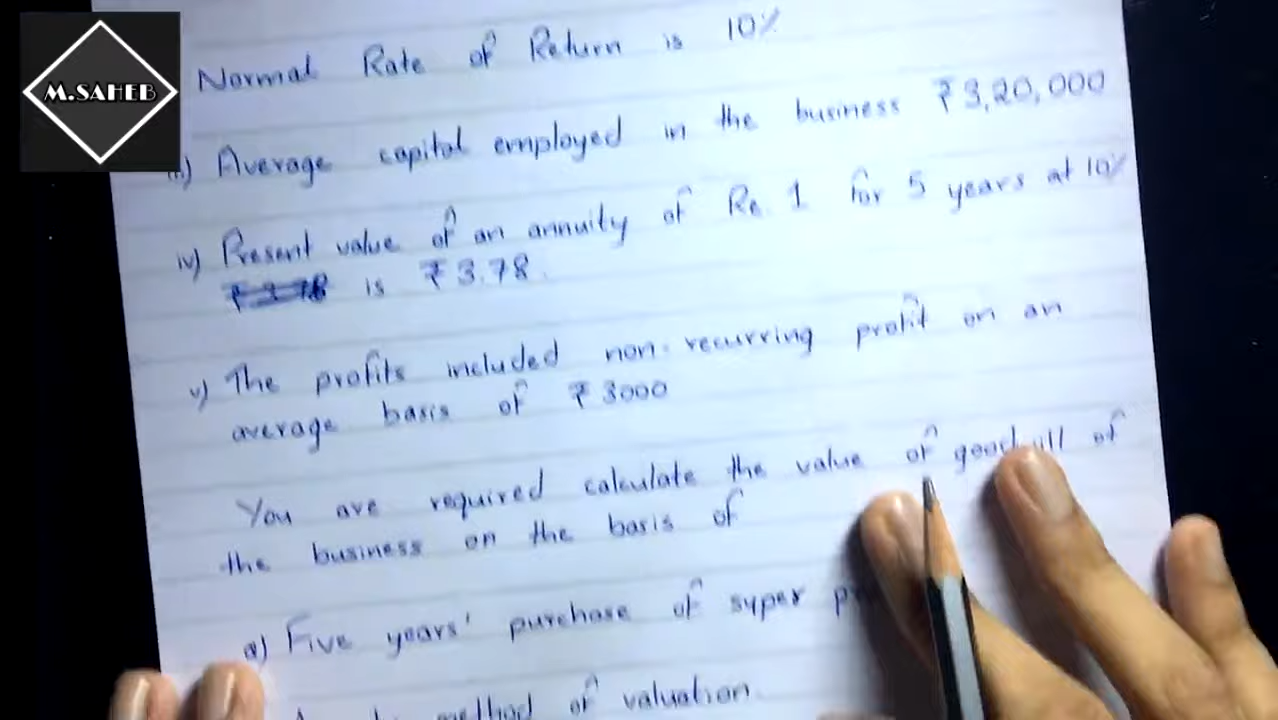 M.SAHEB
Normal Rate of Return is 10%
iii) Average capital employed in the business ₹3,20,000
iv) Present value of an annuity of Re. 1 for 5 years at 10%
is ₹3.78.
v) The profits included non-recurring profit on an
average basis of ₹3000
You are required calculate the value of goodwill of
the business on the basis of
a) Five years' purchase of super
method of valuation.